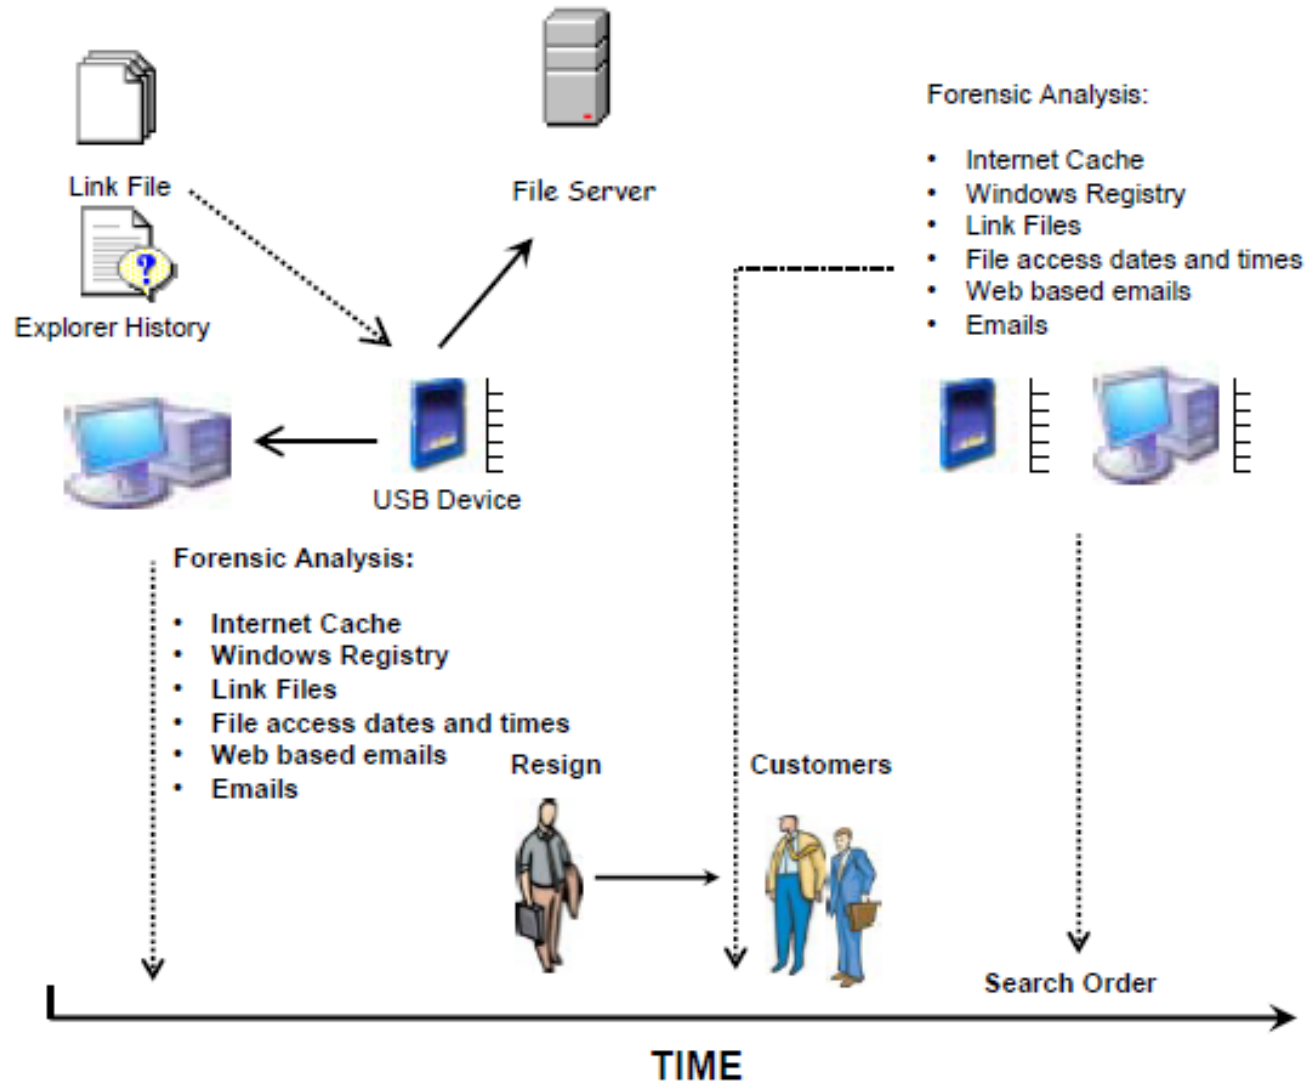 Link File
Explorer History
File Server
USB Device
Forensic Analysis:
• Internet Cache
• Windows Registry
• Link Files
• File access dates and times
• Web based emails
• Emails
Forensic Analysis:
• Internet Cache
• Windows Registry
• Link Files
• File access dates and times
• Web based emails
• Emails
Resign
Customers
Search Order
TIME